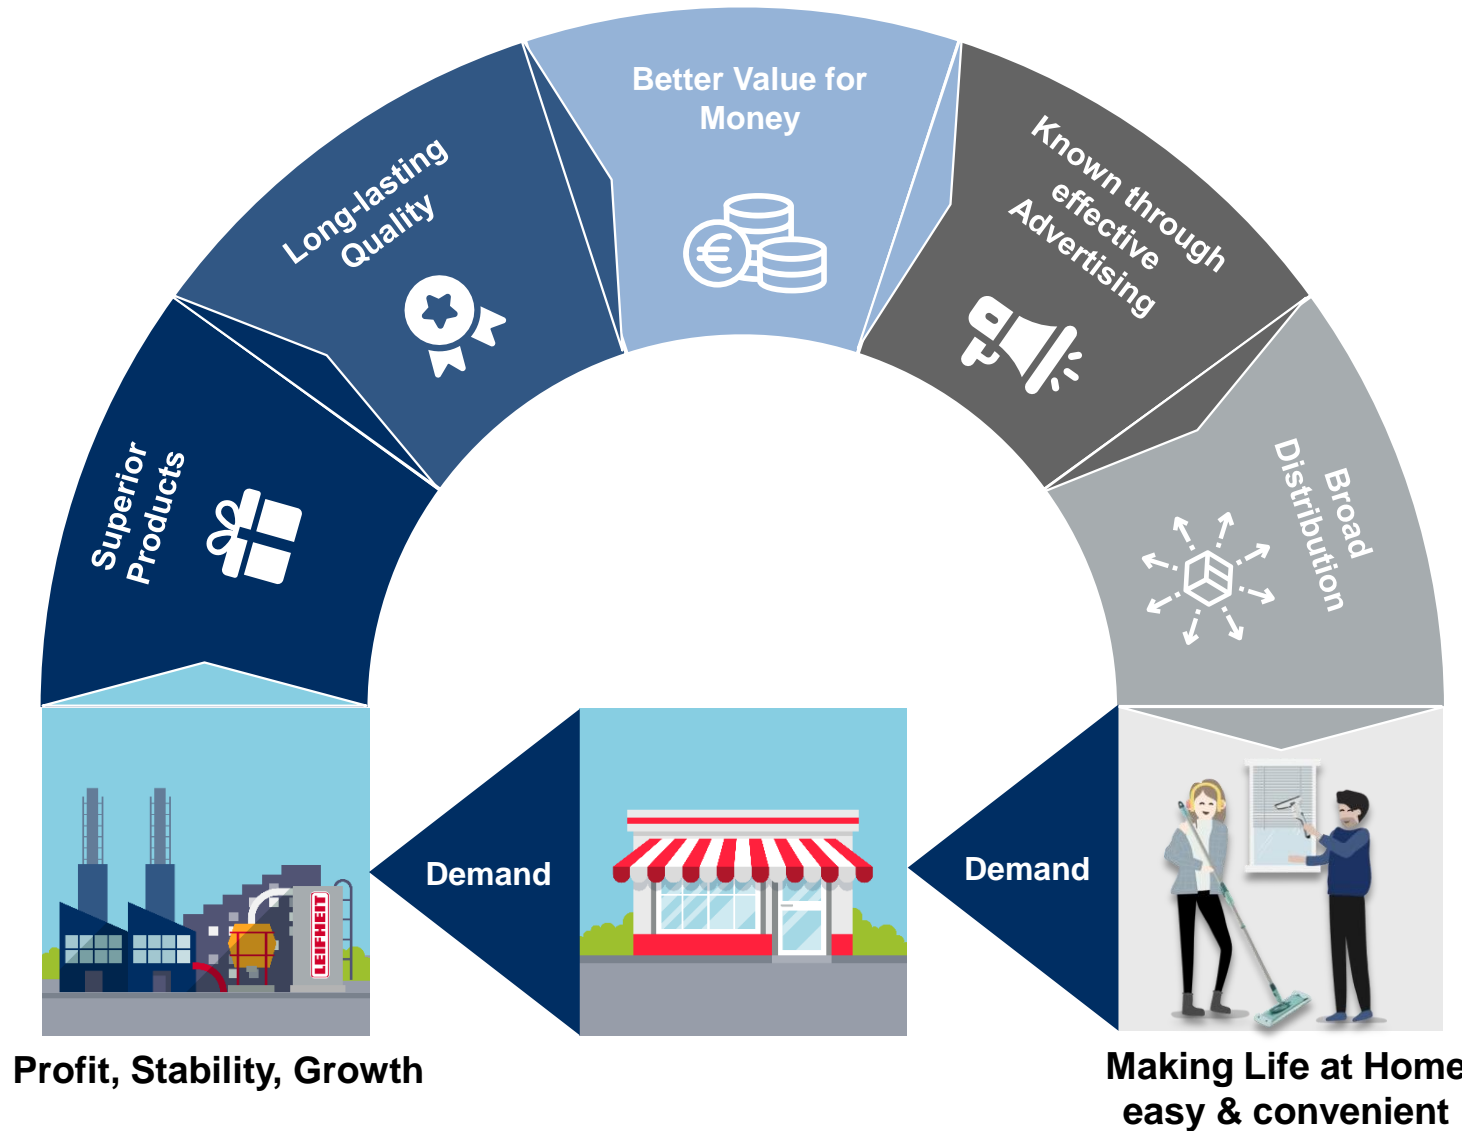 Better Value for
Money
Long-lasting
Quality
Known through
effective
Advertising
Superior
Products
Broad
Distribution
Demand
Demand
LEIFHEIT
Profit, Stability, Growth
Making Life at Home
easy & convenient